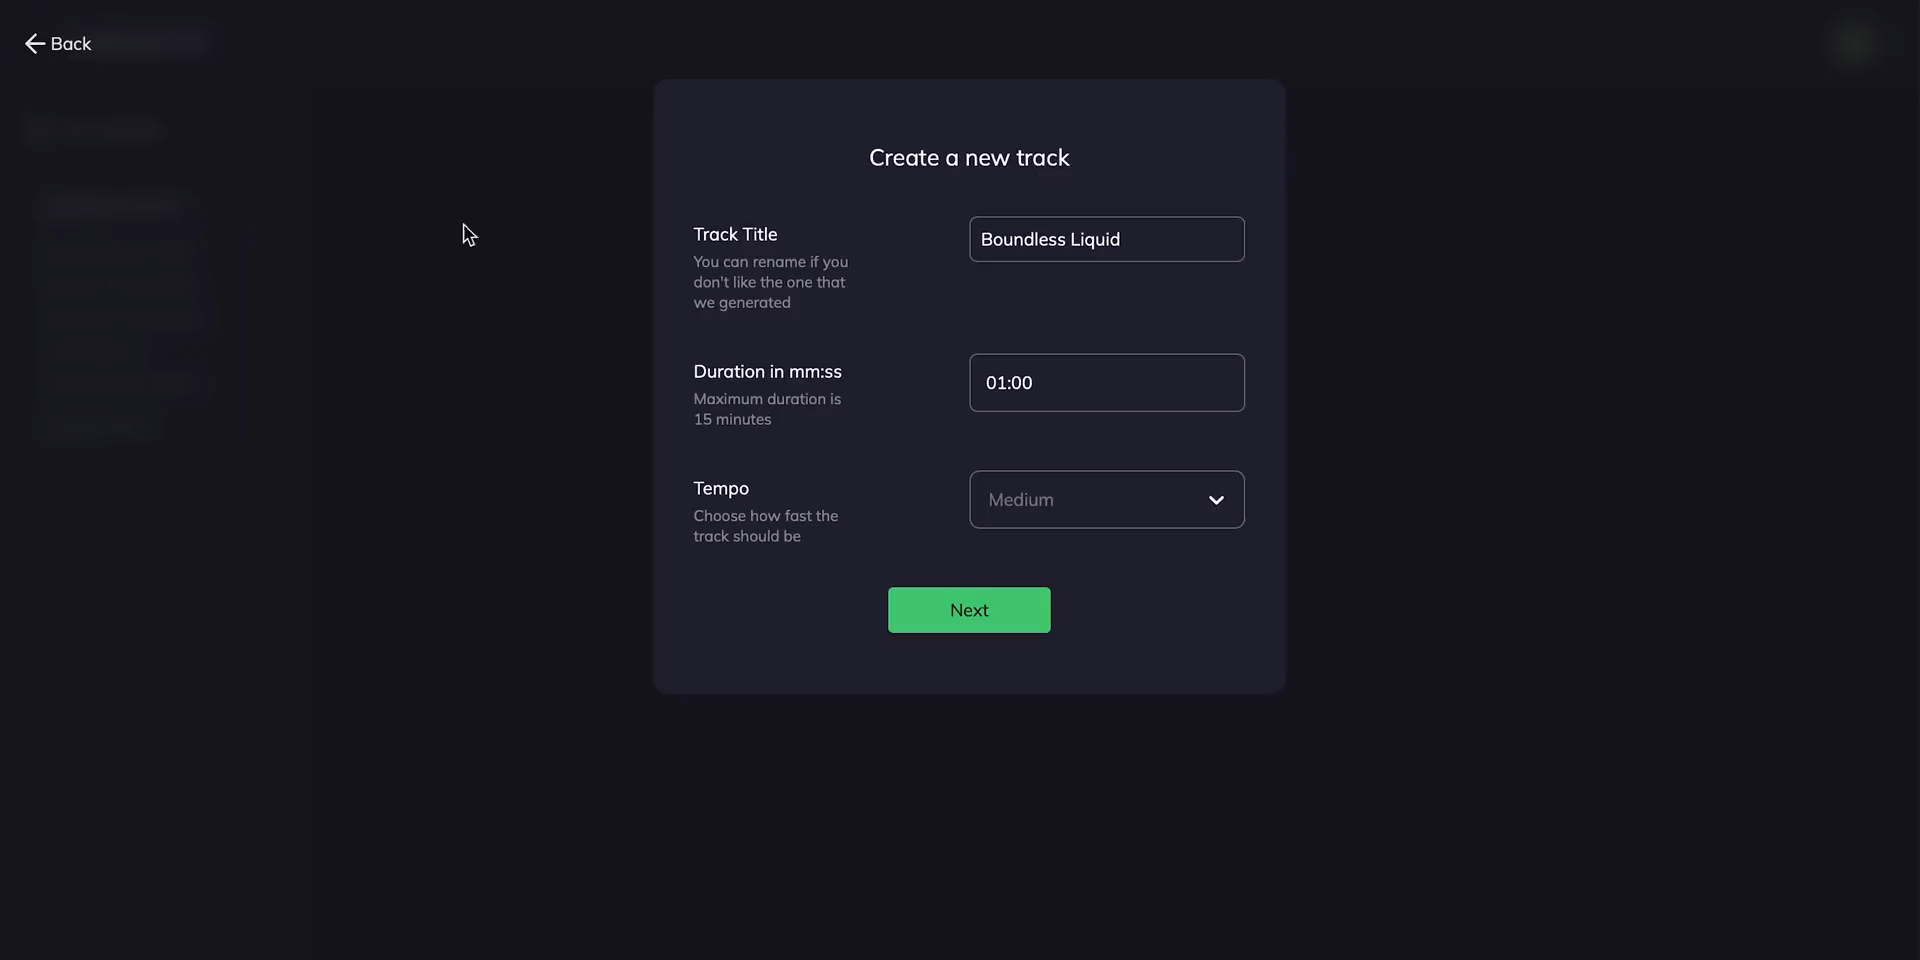 Back
Create a new track
Track Title
You can rename if you
don't like the one that
we generated
Boundless Liquid
Duration in mm:ss
Maximum duration is
15 minutes
01:00
Tempo
Choose how fast the
track should be
Medium
Next